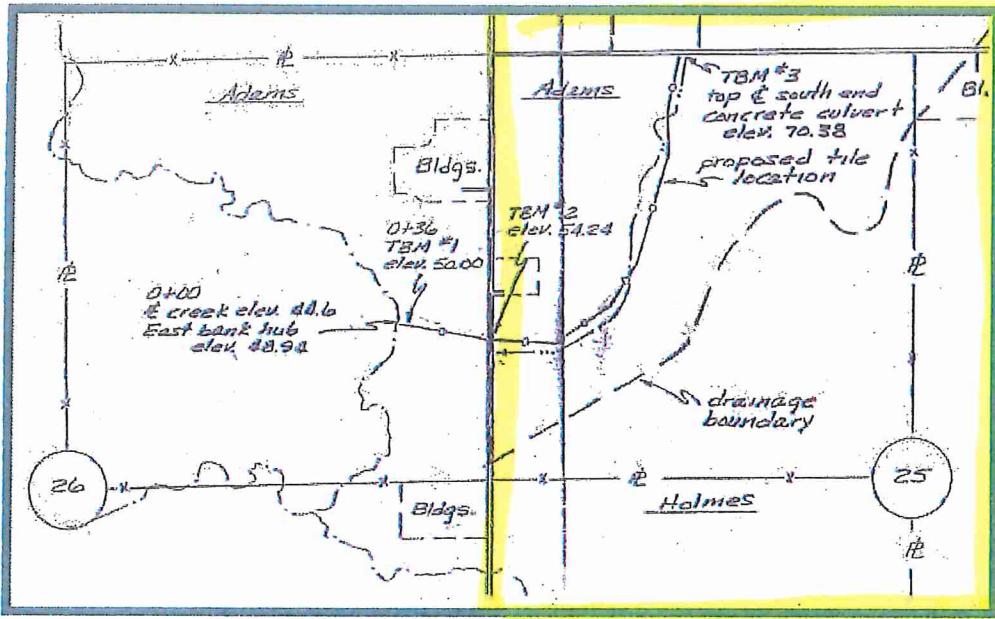 Adams
Adams
TBM #3
top ℄ south end
concrete culvert
elev. 70.38
Bl.
proposed tile
location
Bldgs.
TBM #2
elev. 54.24
0+36
TBM #1
elev. 50.00
℄
℄
℄
0+00
℄ creek elev. 44.6
East bank hub
elev. 48.94
drainage
boundary
26
℄
25
Bldgs.
Holmes
℄